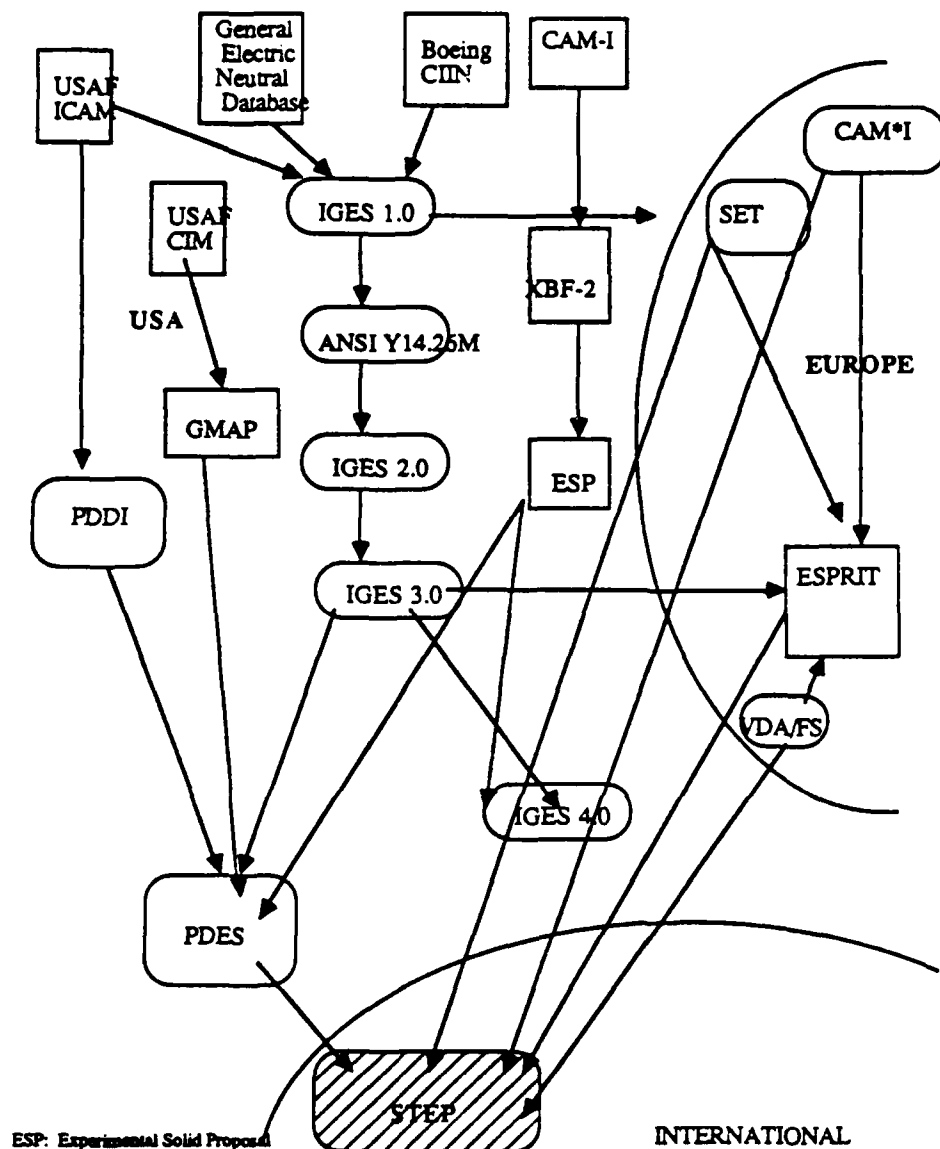 General
Electric
Neutral
Database
Boeing
CIIN
CAM-I
USAF
ICAM
CAM*I
IGES 1.0
SET
USAF
CIM
XBF-2
USA
ANSI Y14.26M
EUROPE
GMAP
IGES 2.0
ESP
PDDI
IGES 3.0
ESPRIT
VDA/FS
IGES 4.0
PDES
STEP
ESP: Experimental Solid Proposal
INTERNATIONAL